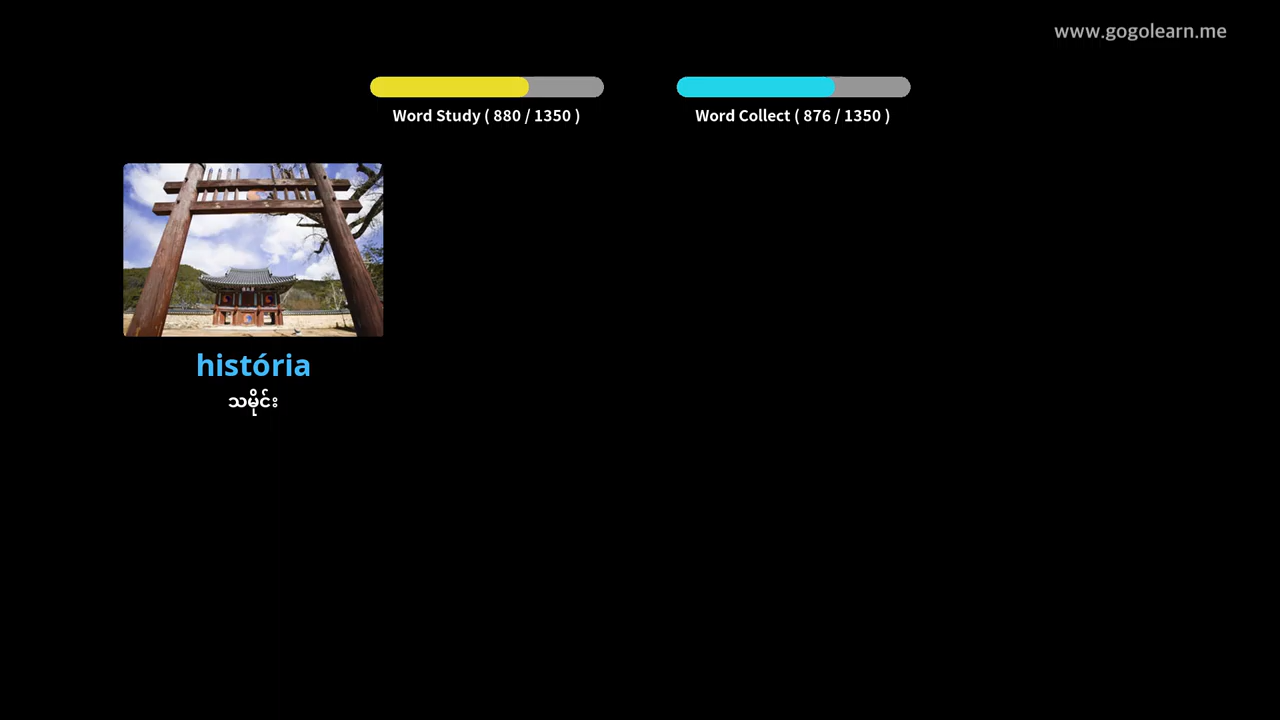 www.gogolearn.me
Word Study ( 880 / 1350 )
Word Collect ( 876 / 1350 )
história
သမိုင်း